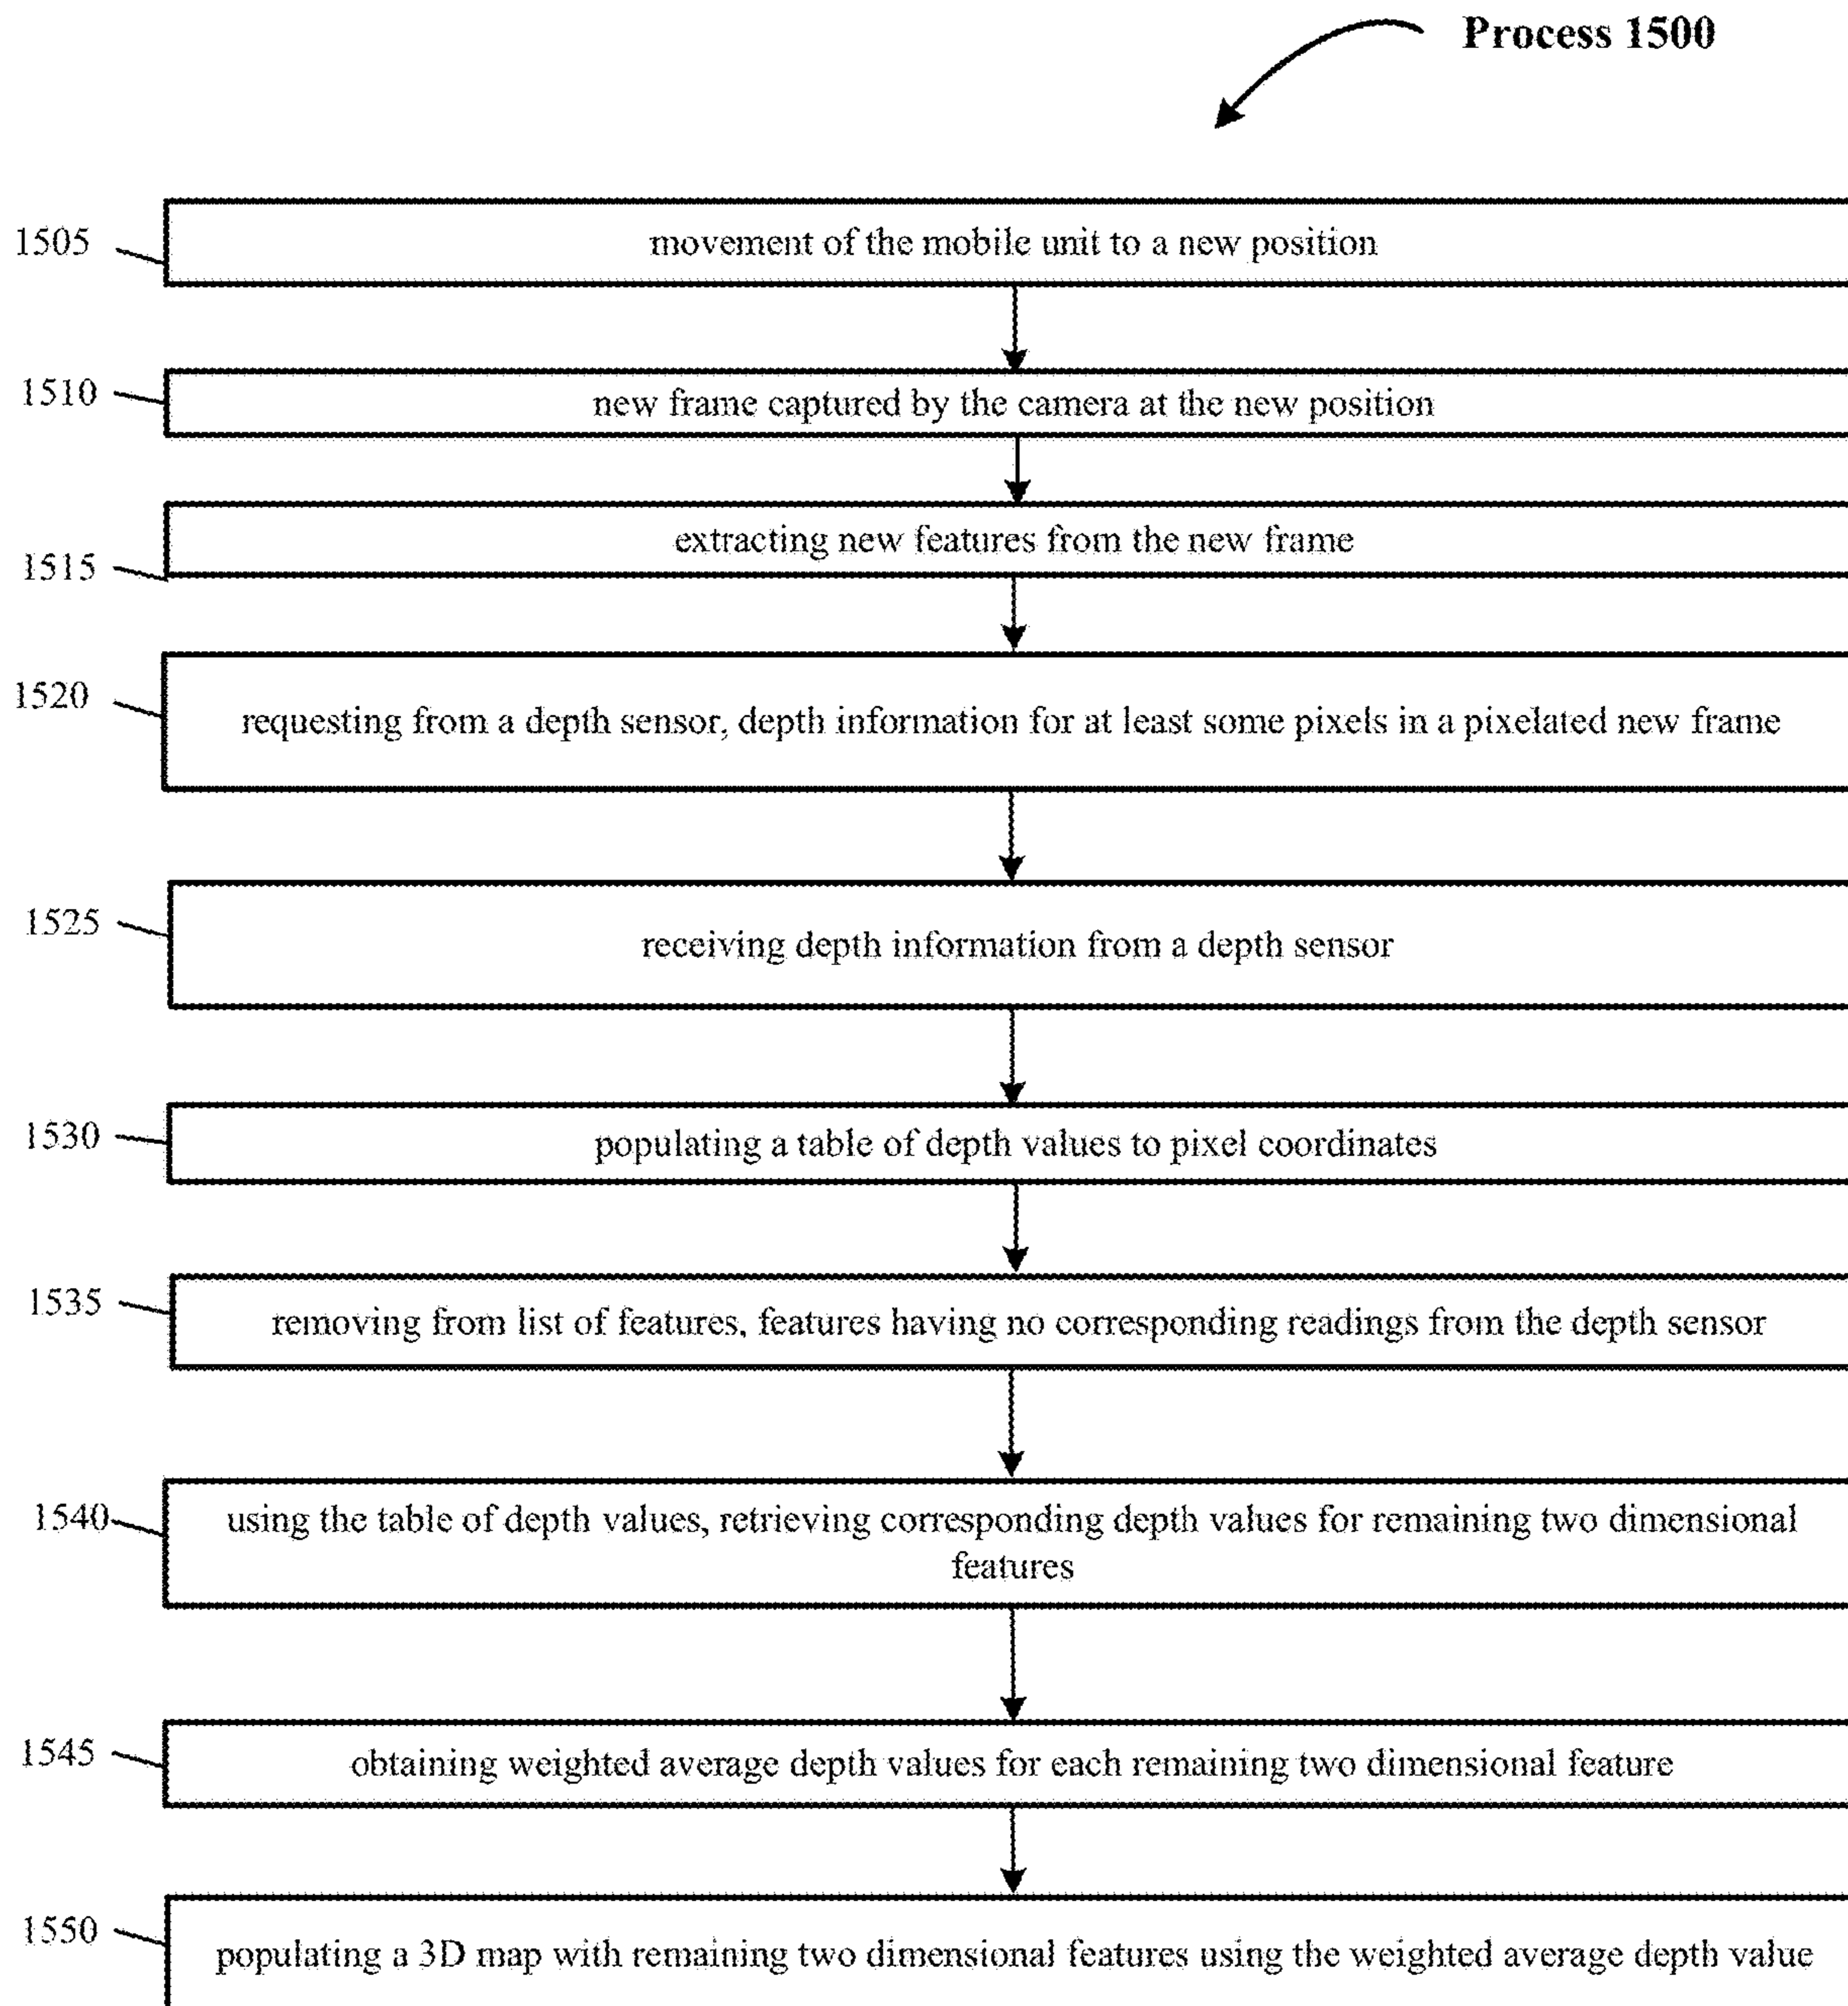 Process 1500
1505
movement of the mobile unit to a new position
1510
new frame captured by the camera at the new position
extracting new features from the new frame
1515
1520
requesting from a depth sensor, depth information for at least some pixels in a pixelated new frame
1525
receiving depth information from a depth sensor
1530
populating a table of depth values to pixel coordinates
1535
removing from list of features, features having no corresponding readings from the depth sensor
1540
using the table of depth values, retrieving corresponding depth values for remaining two dimensional
features
1545
obtaining weighted average depth values for each remaining two dimensional feature
1550
populating a 3D map with remaining two dimensional features using the weighted average depth value